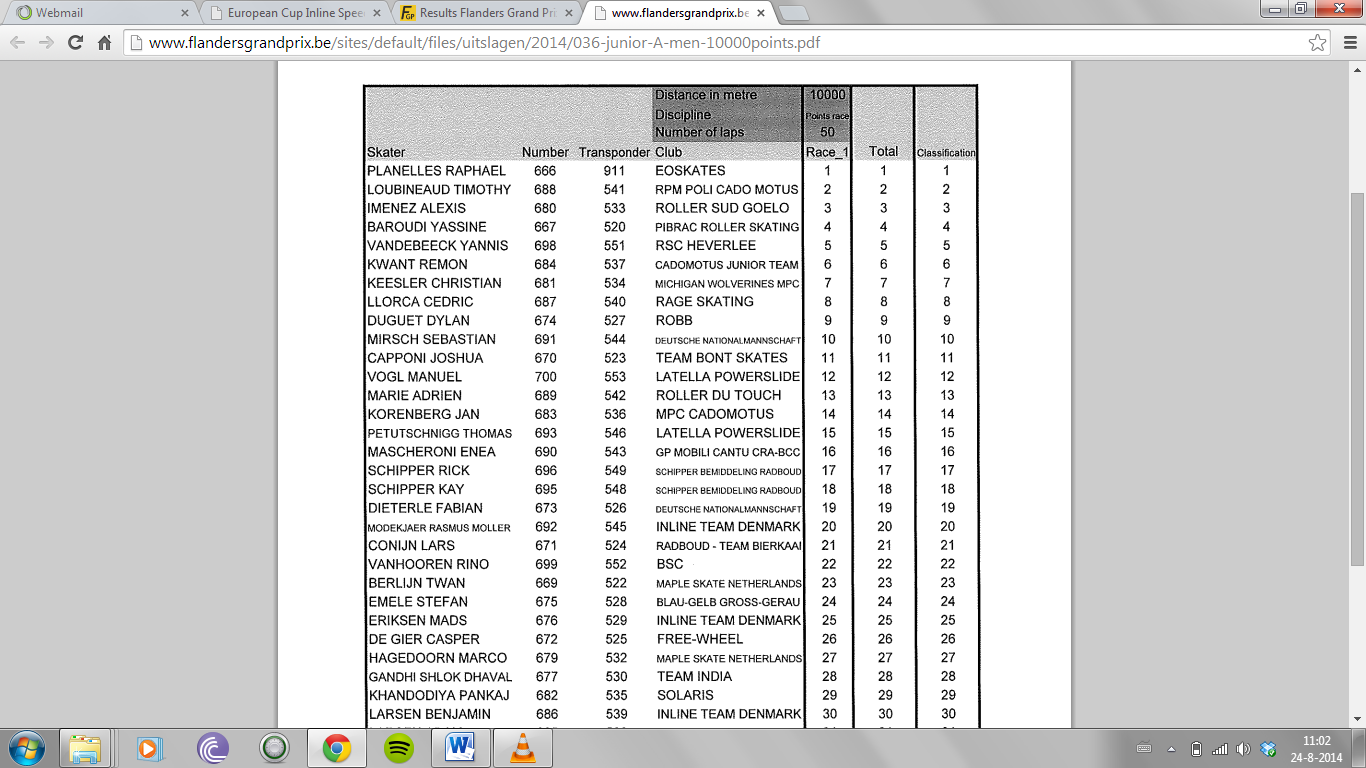 Webmail
European Cup Inline Spee
Results Flanders Grand Pri
www.flandersgrandprix.be
www.flandersgrandprix.be/sites/default/files/uitslagen/2014/036-junior-A-men-10000points.pdf
Distance in metre 10000
Discipline Points race
Number of laps 50
Skater Number Transponder Club Race_1 Total Classification
PLANELLES RAPHAEL 666 911 EOSKATES 1 1 1
LOUBINEAUD TIMOTHY 688 541 RPM POLI CADO MOTUS 2 2 2
IMENEZ ALEXIS 680 533 ROLLER SUD GOELO 3 3 3
BAROUDI YASSINE 667 520 PIBRAC ROLLER SKATING 4 4 4
VANDEBEECK YANNIS 698 551 RSC HEVERLEE 5 5 5
KWANT REMON 684 537 CADOMOTUS JUNIOR TEAM 6 6 6
KEESLER CHRISTIAN 681 534 MICHIGAN WOLVERINES MPC 7 7 7
LLORCA CEDRIC 687 540 RAGE SKATING 8 8 8
DUGUET DYLAN 674 527 ROBB 9 9 9
MIRSCH SEBASTIAN 691 544 DEUTSCHE NATIONALMANNSCHAFT 10 10 10
CAPPONI JOSHUA 670 523 TEAM BONT SKATES 11 11 11
VOGL MANUEL 700 553 LATELLA POWERSLIDE 12 12 12
MARIE ADRIEN 689 542 ROLLER DU TOUCH 13 13 13
KORENBERG JAN 683 536 MPC CADOMOTUS 14 14 14
PETUTSCHNIGG THOMAS 693 546 LATELLA POWERSLIDE 15 15 15
MASCHERONI ENEA 690 543 GP MOBILI CANTU CRA-BCC 16 16 16
SCHIPPER RICK 696 549 SCHIPPER BEMIDDELING RADBOUD 17 17 17
SCHIPPER KAY 695 548 SCHIPPER BEMIDDELING RADBOUD 18 18 18
DIETERLE FABIAN 673 526 DEUTSCHE NATIONALMANNSCHAFT 19 19 19
MODEKJAER RASMUS MOLLER 692 545 INLINE TEAM DENMARK 20 20 20
CONIJN LARS 671 524 RADBOUD - TEAM BIERKAAI 21 21 21
VANHOOREN RINO 699 552 BSC 22 22 22
BERLIJN TWAN 669 522 MAPLE SKATE NETHERLANDS 23 23 23
EMELE STEFAN 675 528 BLAU-GELB GROSS-GERAU 24 24 24
ERIKSEN MADS 676 529 INLINE TEAM DENMARK 25 25 25
DE GIER CASPER 672 525 FREE-WHEEL 26 26 26
HAGEDOORN MARCO 679 532 MAPLE SKATE NETHERLANDS 27 27 27
GANDHI SHLOK DHAVAL 677 530 TEAM INDIA 28 28 28
KHANDODIYA PANKAJ 682 535 SOLARIS 29 29 29
LARSEN BENJAMIN 686 539 INLINE TEAM DENMARK 30 30 30
11:02
24-8-2014